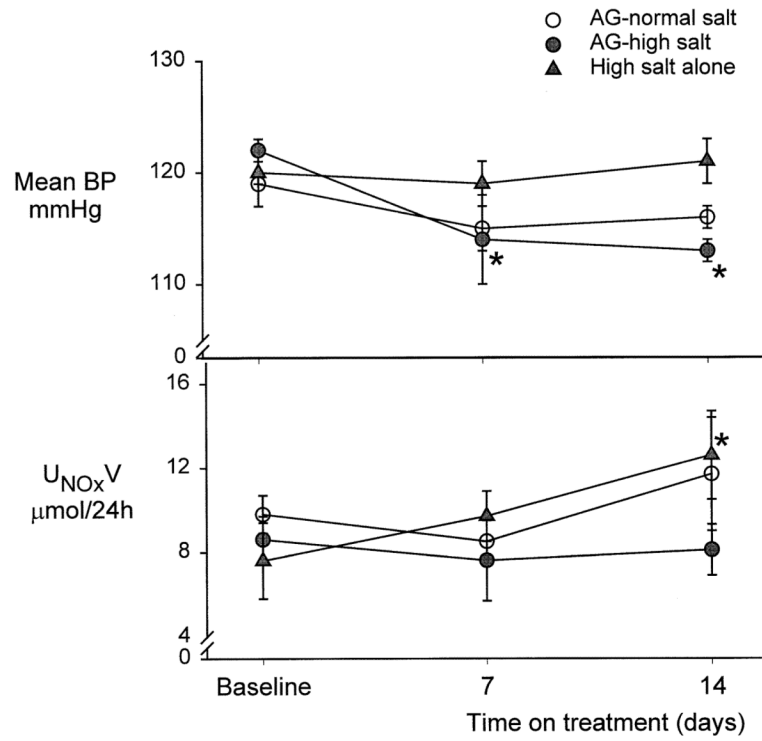 AG-normal salt
AG-high salt
High salt alone
130
120
110
0
Mean BP
mmHg
*
*
16
12
8
4
0
UNOxV
μmol/24h
*
Baseline 7 14
Time on treatment (days)